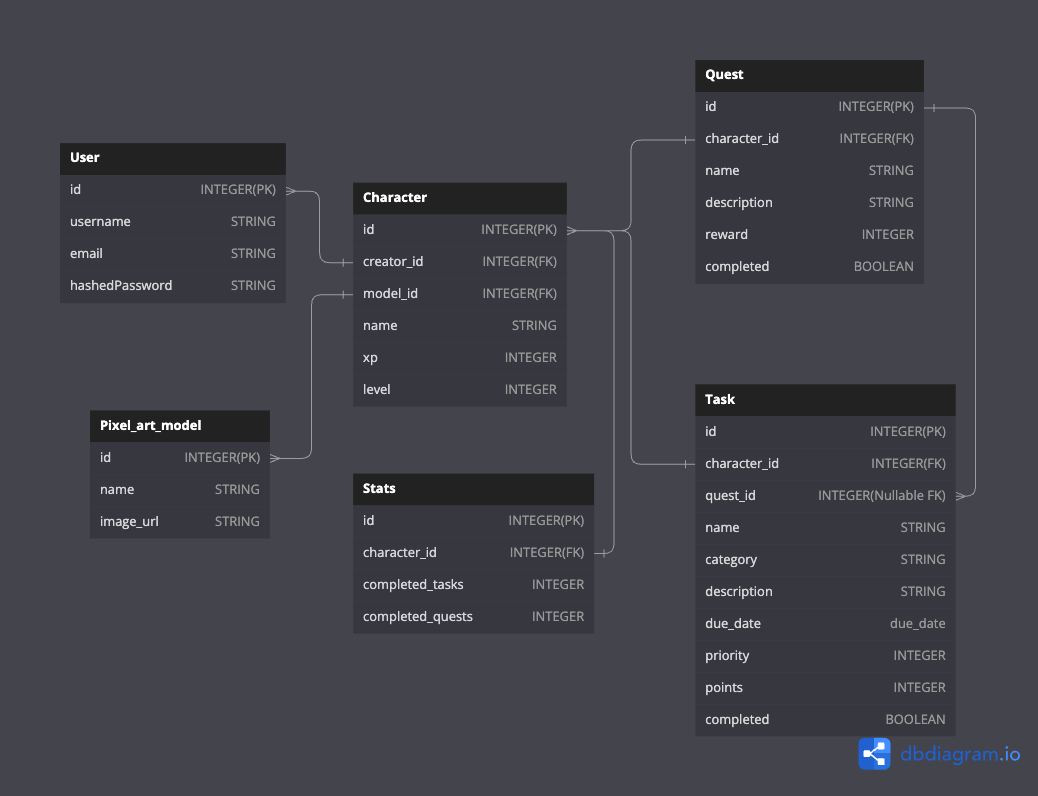 User
id INTEGER(PK)
username STRING
email STRING
hashedPassword STRING
Pixel_art_model
id INTEGER(PK)
name STRING
image_url STRING
Character
id INTEGER(PK)
creator_id INTEGER(FK)
model_id INTEGER(FK)
name STRING
xp INTEGER
level INTEGER
Stats
id INTEGER(PK)
character_id INTEGER(FK)
completed_tasks INTEGER
completed_quests INTEGER
Quest
id INTEGER(PK)
character_id INTEGER(FK)
name STRING
description STRING
reward INTEGER
completed BOOLEAN
Task
id INTEGER(PK)
character_id INTEGER(FK)
quest_id INTEGER(Nullable FK)
name STRING
category STRING
description STRING
due_date due_date
priority INTEGER
points INTEGER
completed BOOLEAN
dbdiagram.io